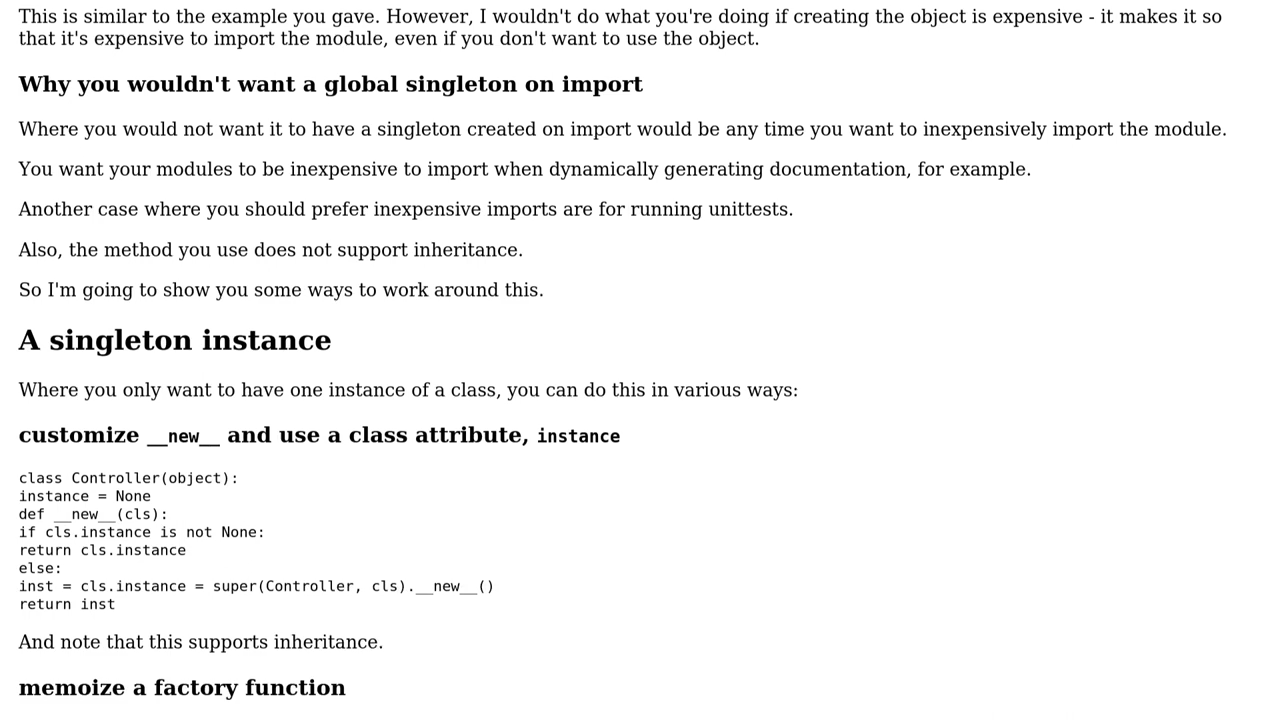 This is similar to the example you gave. However, I wouldn't do what you're doing if creating the object is expensive - it makes it so
that it's expensive to import the module, even if you don't want to use the object.
Why you wouldn't want a global singleton on import
Where you would not want it to have a singleton created on import would be any time you want to inexpensively import the module.
You want your modules to be inexpensive to import when dynamically generating documentation, for example.
Another case where you should prefer inexpensive imports are for running unittests.
Also, the method you use does not support inheritance.
So I'm going to show you some ways to work around this.
A singleton instance
Where you only want to have one instance of a class, you can do this in various ways:
customize __new__ and use a class attribute, instance
class Controller(object):
instance = None
def __new__(cls):
if cls.instance is not None:
return cls.instance
else:
inst = cls.instance = super(Controller, cls).__new__()
return inst
And note that this supports inheritance.
memoize a factory function